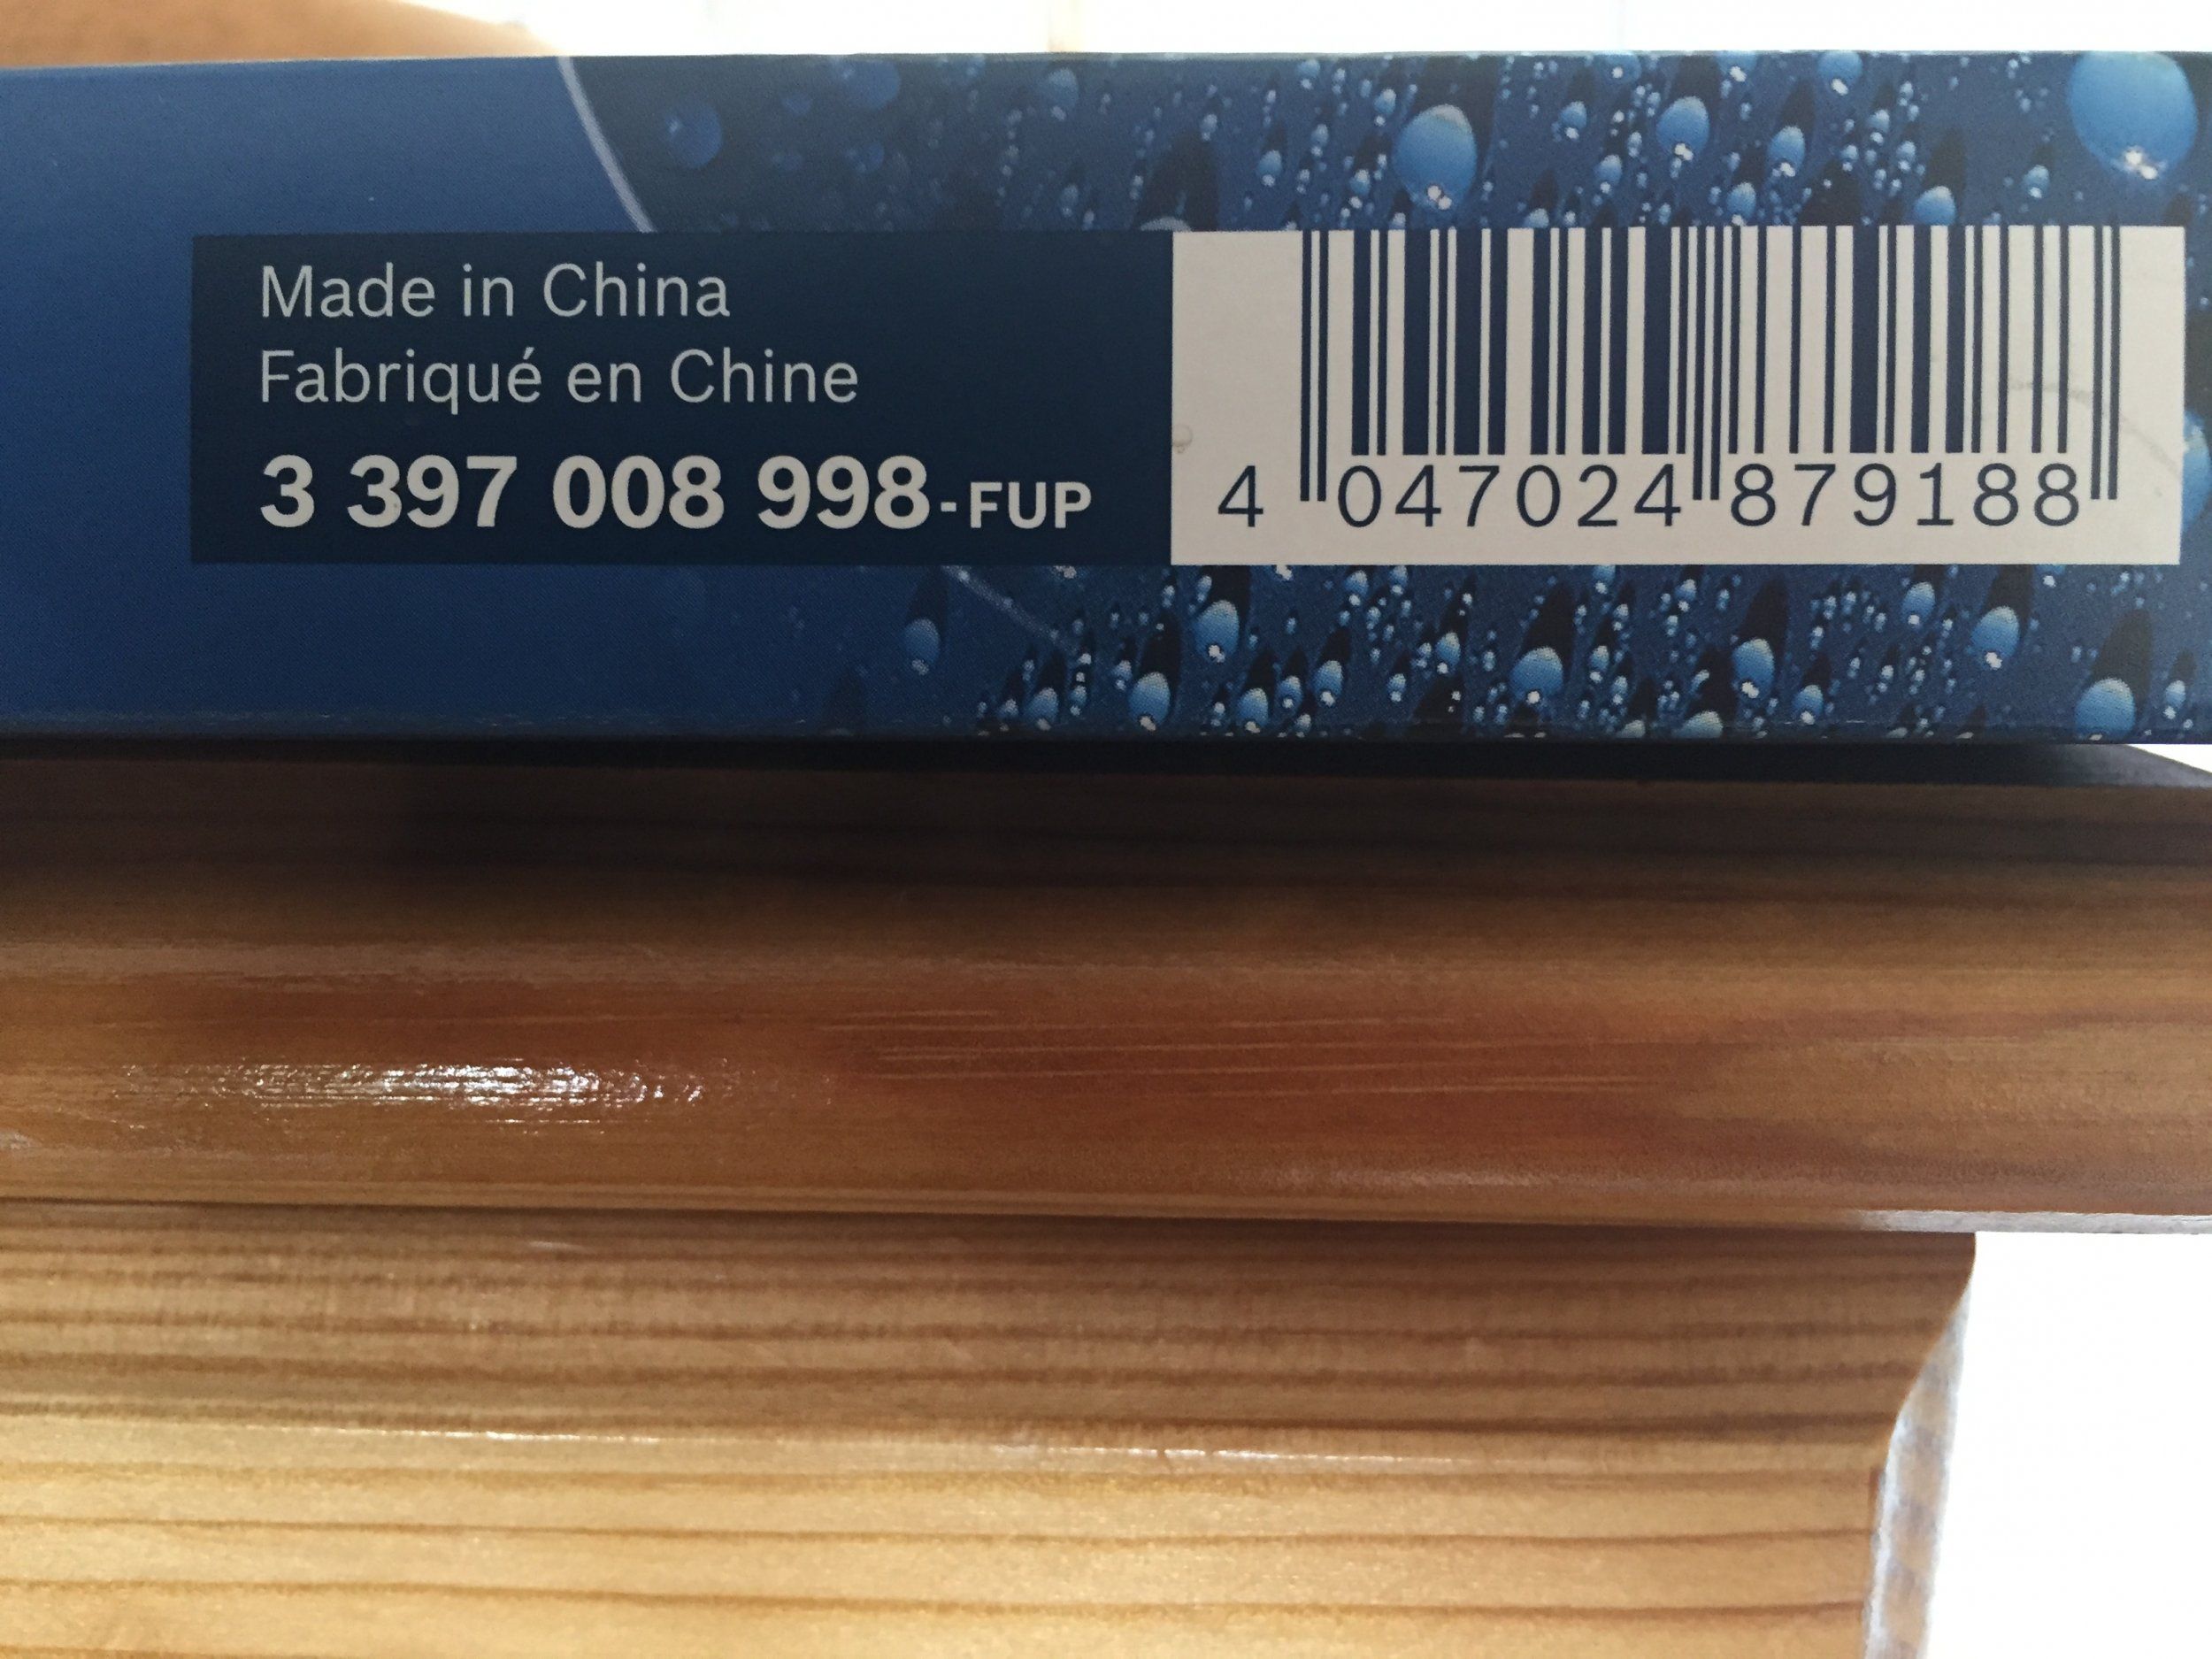 Made in China
Fabriqué en Chine
3 397 008 998-FUP
4 047024 879188